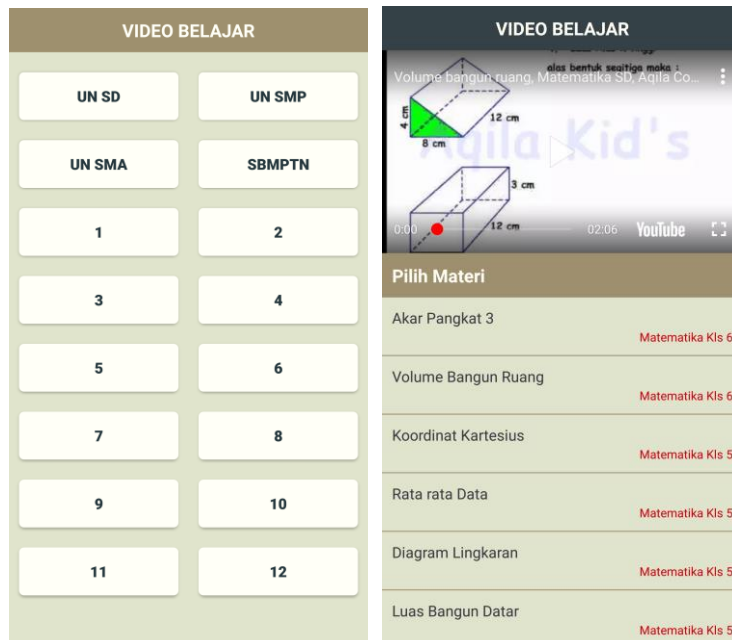 VIDEO BELAJAR
UN SD
UN SMP
UN SMA
SBMPTN
1
2
3
4
5
6
7
8
9
10
11
12
VIDEO BELAJAR
alas bentuk segitiga maka :
Volume bangun ruang, Matematika SD, Aqila Co...
4 cm
12 cm
8 cm
Aqila Kid's
3 cm
12 cm
0:00
02:06
YouTube
Pilih Materi
Akar Pangkat 3
Matematika Kls 6
Volume Bangun Ruang
Matematika Kls 6
Koordinat Kartesius
Matematika Kls 5
Rata rata Data
Matematika Kls 5
Diagram Lingkaran
Matematika Kls 5
Luas Bangun Datar
Matematika Kls 5